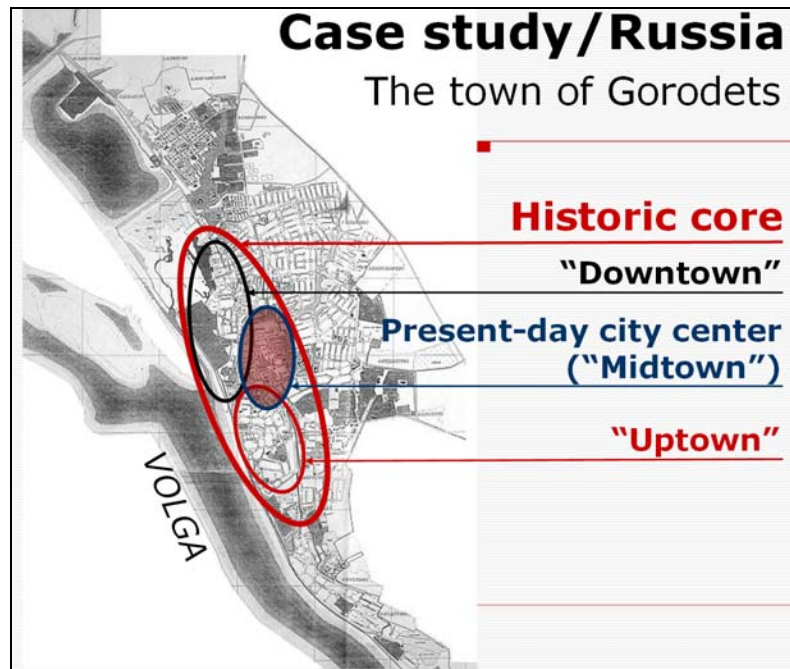 Case study/Russia
The town of Gorodets
Historic core
“Downtown”
Present-day city center
(“Midtown”)
“Uptown”
VOLGA